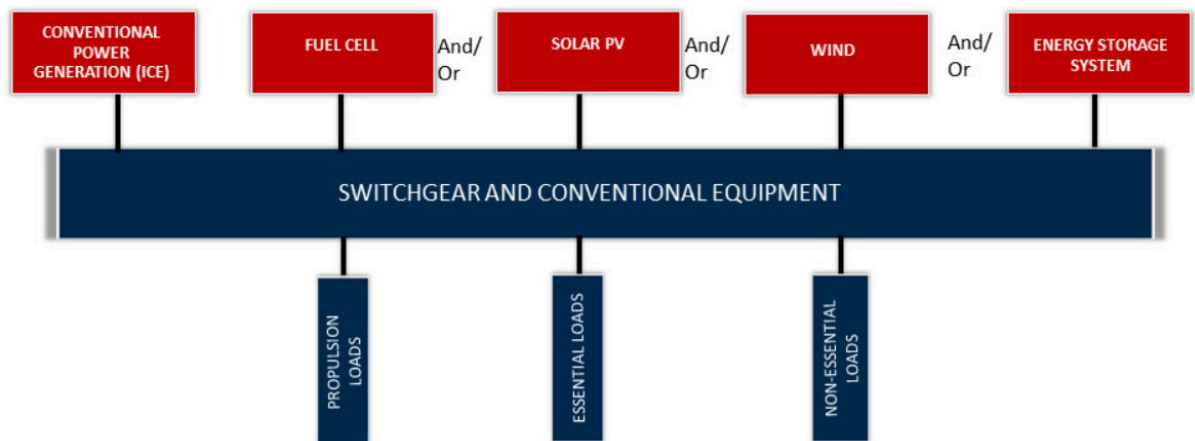 CONVENTIONAL
POWER
GENERATION (ICE)
FUEL CELL
And/
Or
SOLAR PV
And/
Or
WIND
And/
Or
ENERGY STORAGE
SYSTEM
SWITCHGEAR AND CONVENTIONAL EQUIPMENT
PROPULSION
LOADS
ESSENTIAL LOADS
NON-ESSENTIAL
LOADS